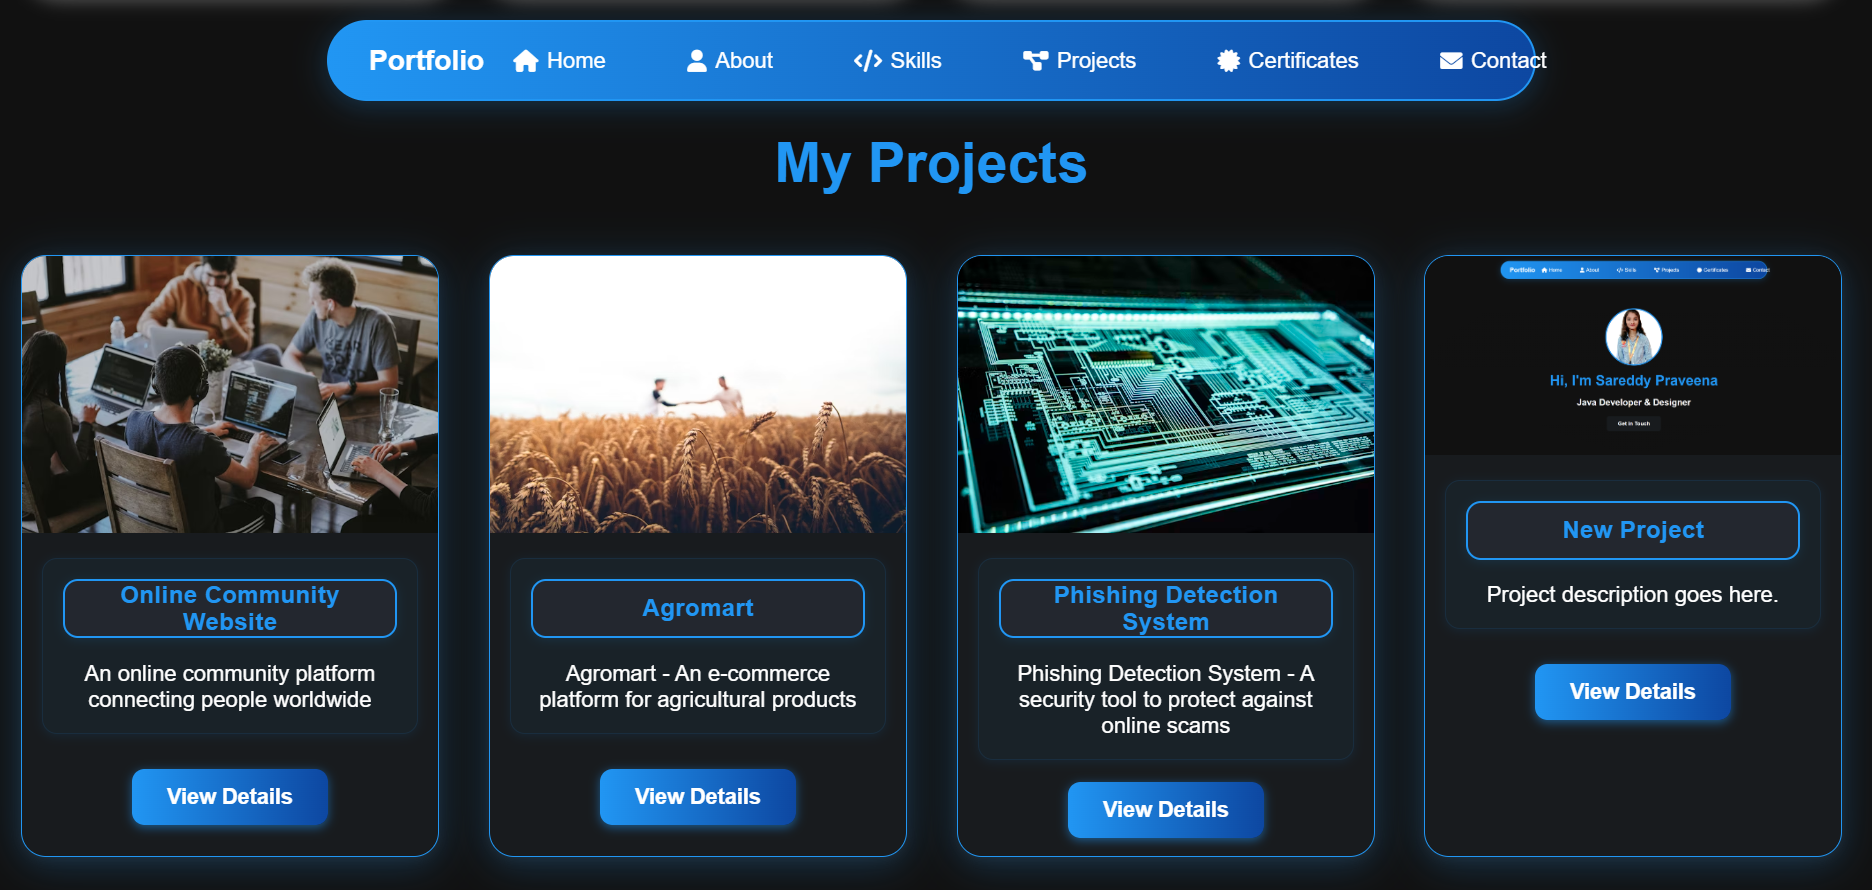 Portfolio Home About Skills Projects Certificates Contact
My Projects
Online Community
Website
An online community platform
connecting people worldwide
View Details
Agromart
Agromart - An e-commerce
platform for agricultural products
View Details
Phishing Detection
System
Phishing Detection System - A
security tool to protect against
online scams
View Details
Portfolio Home About Skills Projects Certificates Contact
Hi, I'm Sareddy Praveena
Java Developer & Designer
Get in Touch
New Project
Project description goes here.
View Details